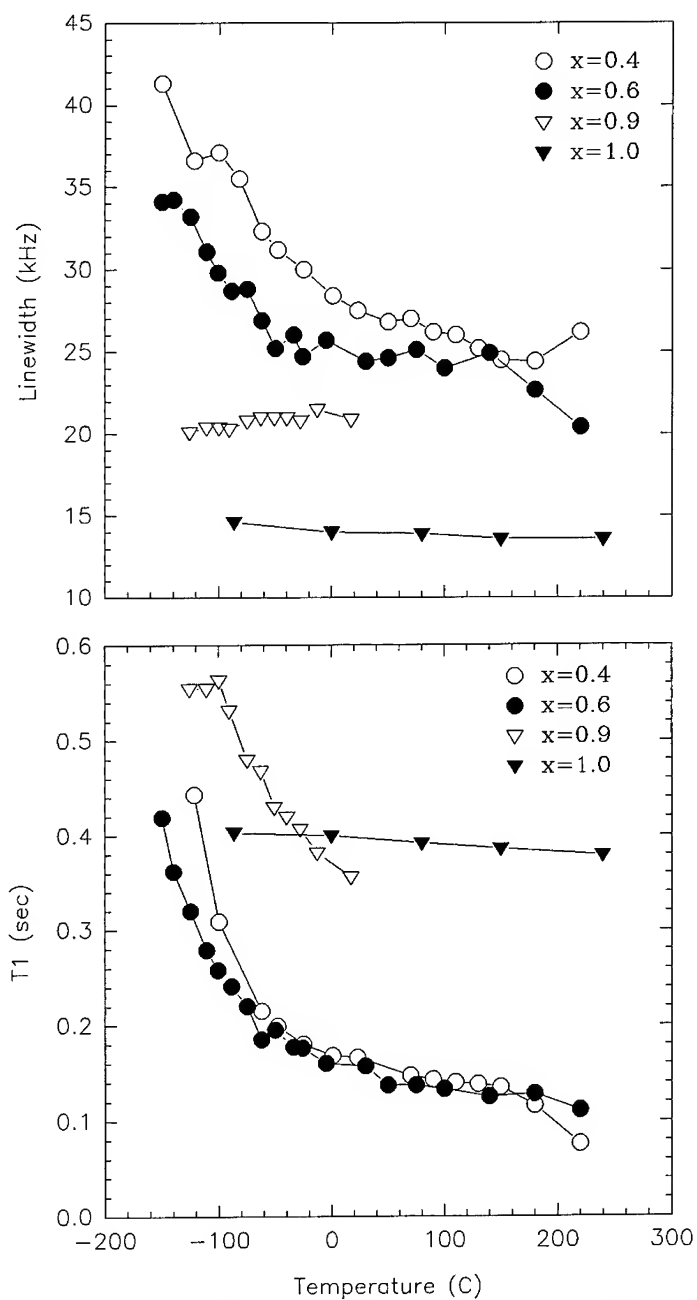 45
40
35
30
25
20
15
10
Linewidth (kHz)
x=0.4
x=0.6
x=0.9
x=1.0
0.6
0.5
0.4
0.3
0.2
0.1
0.0
T1 (sec)
x=0.4
x=0.6
x=0.9
x=1.0
−200 −100 0 100 200 300
Temperature (C)